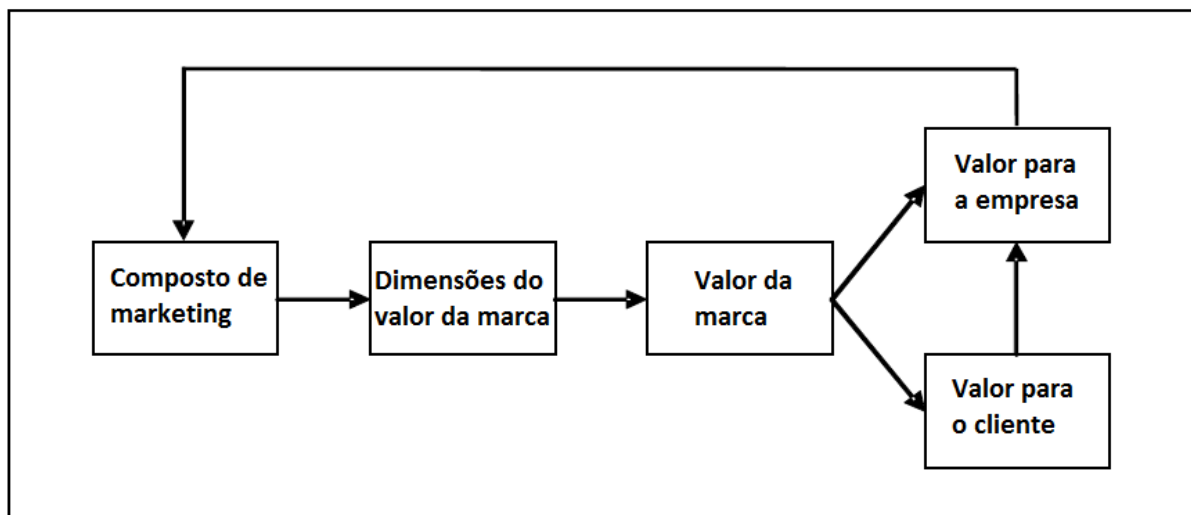 Composto de
marketing
Dimensões do
valor da marca
Valor da
marca
Valor para
a empresa
Valor para
o cliente